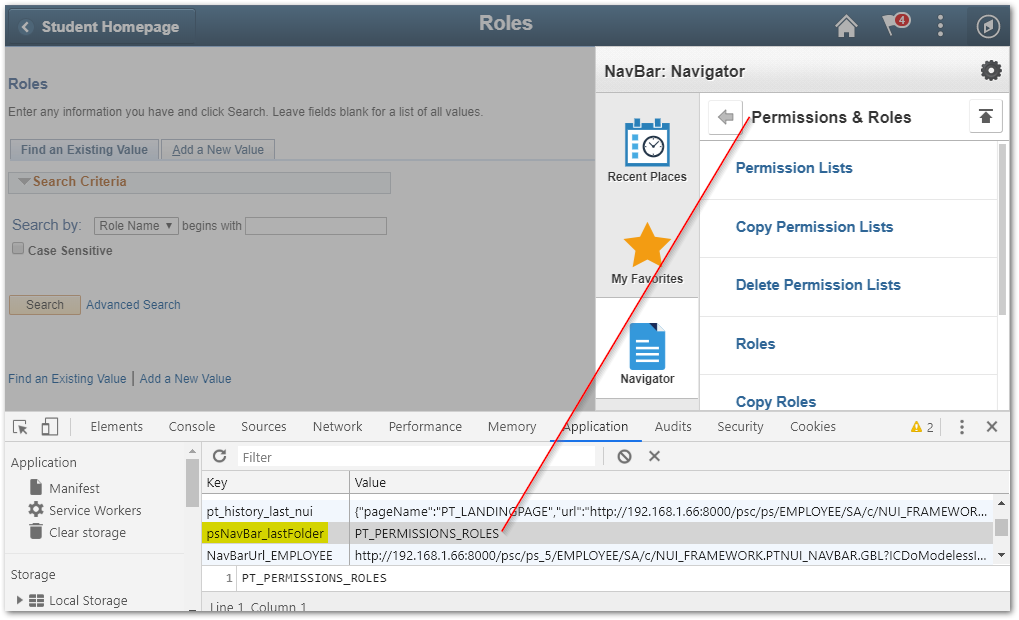 Student Homepage
Roles
4
Roles
Enter any information you have and click Search. Leave fields blank for a list of all values.
Find an Existing Value
Add a New Value
Search Criteria
Search by: Role Name begins with
Case Sensitive
Search Advanced Search
Find an Existing Value | Add a New Value
NavBar: Navigator
Recent Places
My Favorites
Navigator
Permissions & Roles
Permission Lists
Copy Permission Lists
Delete Permission Lists
Roles
Copy Roles
Elements Console Sources Network Performance Memory Application Audits Security Cookies 2
Application
Manifest
Service Workers
Clear storage
Storage
Local Storage
Filter
Key Value
pt_history_last_nui {"pageName":"PT_LANDINGPAGE","url":"http://192.168.1.66:8000/psc/ps/EMPLOYEE/SA/c/NUI_FRAMEWORK...
psNavBar_lastFolder PT_PERMISSIONS_ROLES
NavBarUrl_EMPLOYEE http://192.168.1.66:8000/psc/ps_5/EMPLOYEE/SA/c/NUI_FRAMEWORK.PTNUI_NAVBAR.GBL?ICDoModelessI...
1 PT_PERMISSIONS_ROLES
Line 1, Column 1